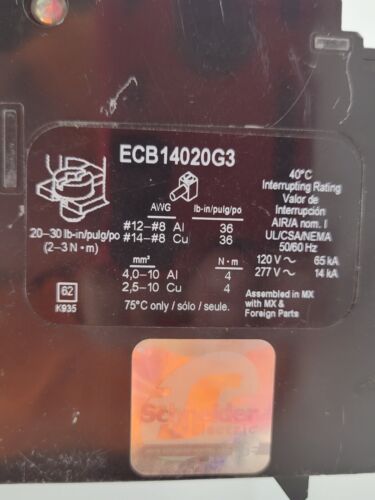 ECB14020G3
AWG lb-in/pulg/po
#12-#8 Al 36
#14-#8 Cu 36
20-30 lb-in/pulg/po
(2-3 N·m)
mm² N·m
4,0-10 Al 4
2,5-10 Cu 4
75°C only / sólo / seule.
62
K935
40°C
Interrupting Rating
Valor de
Interrupción
AIR/A nom. I
UL/CSA/NEMA
50/60 Hz
120 V ~ 65 kA
277 V ~ 14 kA
Assembled in MX
with MX &
Foreign Parts
Schneider
Electric